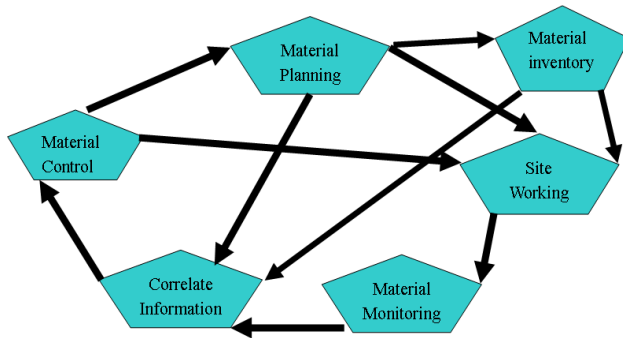 Material
Planning
Material
inventory
Material
Control
Site
Working
Correlate
Information
Material
Monitoring